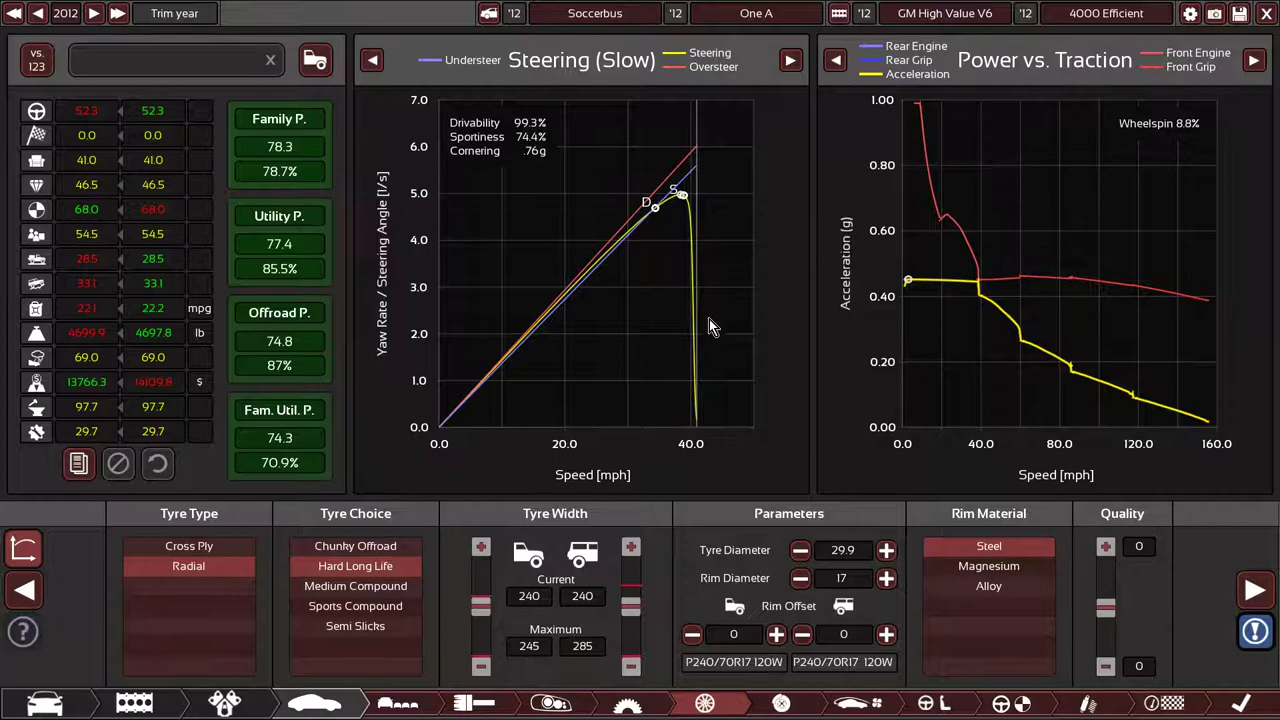 2012
Trim year
'12
Soccerbus
'12
One A
'12
GM High Value V6
'12
4000 Efficient
vs.
123
52.3 52.3
0.0 0.0
41.0 41.0
46.5 46.5
68.0 68.0
54.5 54.5
28.5 28.5
33.1 33.1
22.1 22.2 mpg
4699.9 4697.8 lb
69.0 69.0
13766.3 14109.8 $
97.7 97.7
29.7 29.7
Family P.
78.3
78.7%
Utility P.
77.4
85.5%
Offroad P.
74.8
87%
Fam. Util. P.
74.3
70.9%
Understeer
Steering (Slow)
Steering
Oversteer
Drivability 99.3%
Sportiness 74.4%
Cornering .76g
Yaw Rate / Steering Angle [1/s]
7.0
6.0
5.0
4.0
3.0
2.0
1.0
0.0
D
S
0.0 20.0 40.0
Speed [mph]
Rear Engine
Rear Grip
Acceleration
Power vs. Traction
Front Engine
Front Grip
Wheelspin 8.8%
Acceleration [g]
1.00
0.80
0.60
0.40
0.20
0.00
0.0 40.0 80.0 120.0 160.0
Speed [mph]
Tyre Type
Cross Ply
Radial
Tyre Choice
Chunky Offroad
Hard Long Life
Medium Compound
Sports Compound
Semi Slicks
Tyre Width
Current
240 240
Maximum
245 285
Parameters
Tyre Diameter 29.9
Rim Diameter 17
Rim Offset
0 0
P240/70R17 120W P240/70R17 120W
Rim Material
Steel
Magnesium
Alloy
Quality
0
0